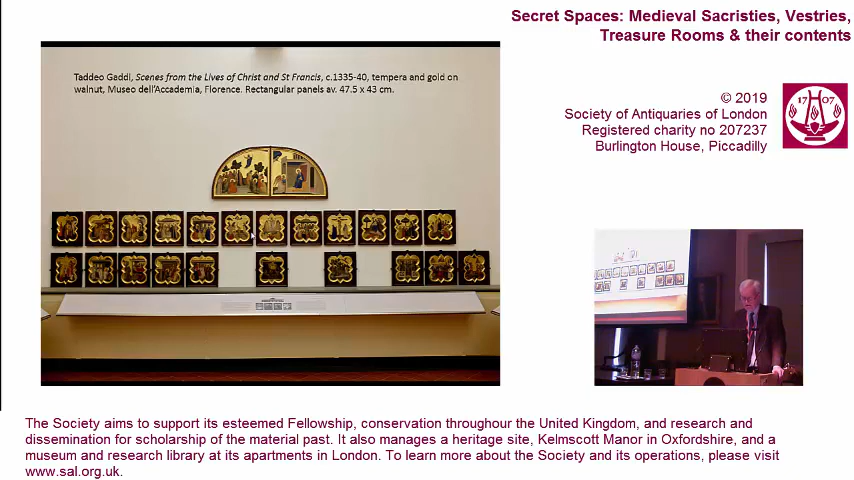 Secret Spaces: Medieval Sacristies, Vestries,
Treasure Rooms & their contents
Taddeo Gaddi, Scenes from the Lives of Christ and St Francis, c.1335-40, tempera and gold on
walnut, Museo dell'Accademia, Florence. Rectangular panels av. 47.5 x 43 cm.
© 2019
Society of Antiquaries of London
Registered charity no 207237
Burlington House, Piccadilly
1707
The Society aims to support its esteemed Fellowship, conservation throughour the United Kingdom, and research and
dissemination for scholarship of the material past. It also manages a heritage site, Kelmscott Manor in Oxfordshire, and a
museum and research library at its apartments in London. To learn more about the Society and its operations, please visit
www.sal.org.uk.